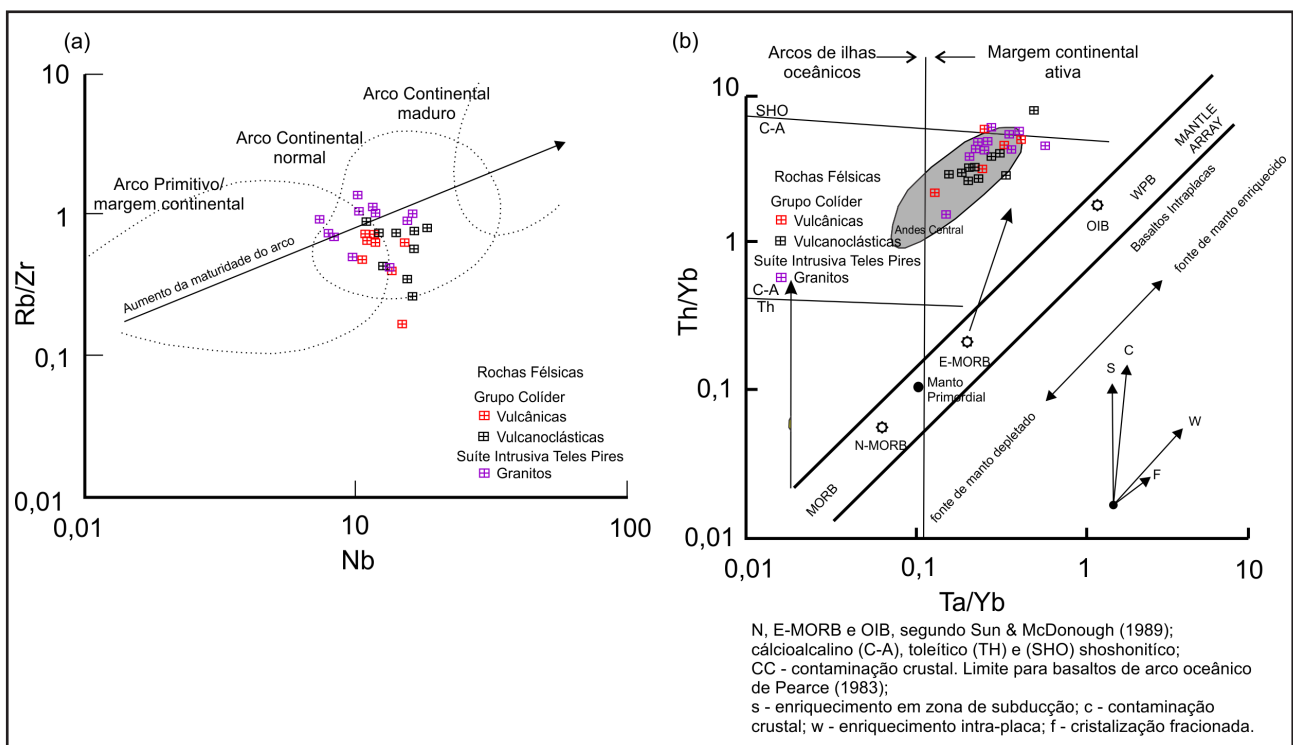 (a)
10
1
0,1
0,01
Rb/Zr
0,01
10
100
Nb
Arco Primitivo/
margem continental
Arco Continental
normal
Arco Continental
maduro
Aumento da maturidade do arco
Rochas Félsicas
Grupo Colíder
Vulcânicas
Vulcanoclásticas
Suíte Intrusiva Teles Pires
Granitos
(b)
Arcos de ilhas
oceânicos
Margem continental
ativa
10
1
0,1
0,01
Th/Yb
0,01
0,1
1
10
Ta/Yb
SHO
C-A
C-A
Th
Rochas Félsicas
Grupo Colíder
Vulcânicas
Vulcanoclásticas
Suíte Intrusiva Teles Pires
Granitos
Andes Central
MANTLE
ARRAY
WPB
Basaltos Intraplacas
OIB
fonte de manto enriquecido
E-MORB
Manto
Primordial
N-MORB
MORB
fonte de manto depletado
S
C
W
F
N, E-MORB e OIB, segundo Sun & McDonough (1989);
cálcioalcalino (C-A), toleítico (TH) e (SHO) shoshonitíco;
CC - contaminação crustal. Limite para basaltos de arco oceânico
de Pearce (1983);
s - enriquecimento em zona de subducção; c - contaminação
crustal; w - enriquecimento intra-placa; f - cristalização fracionada.